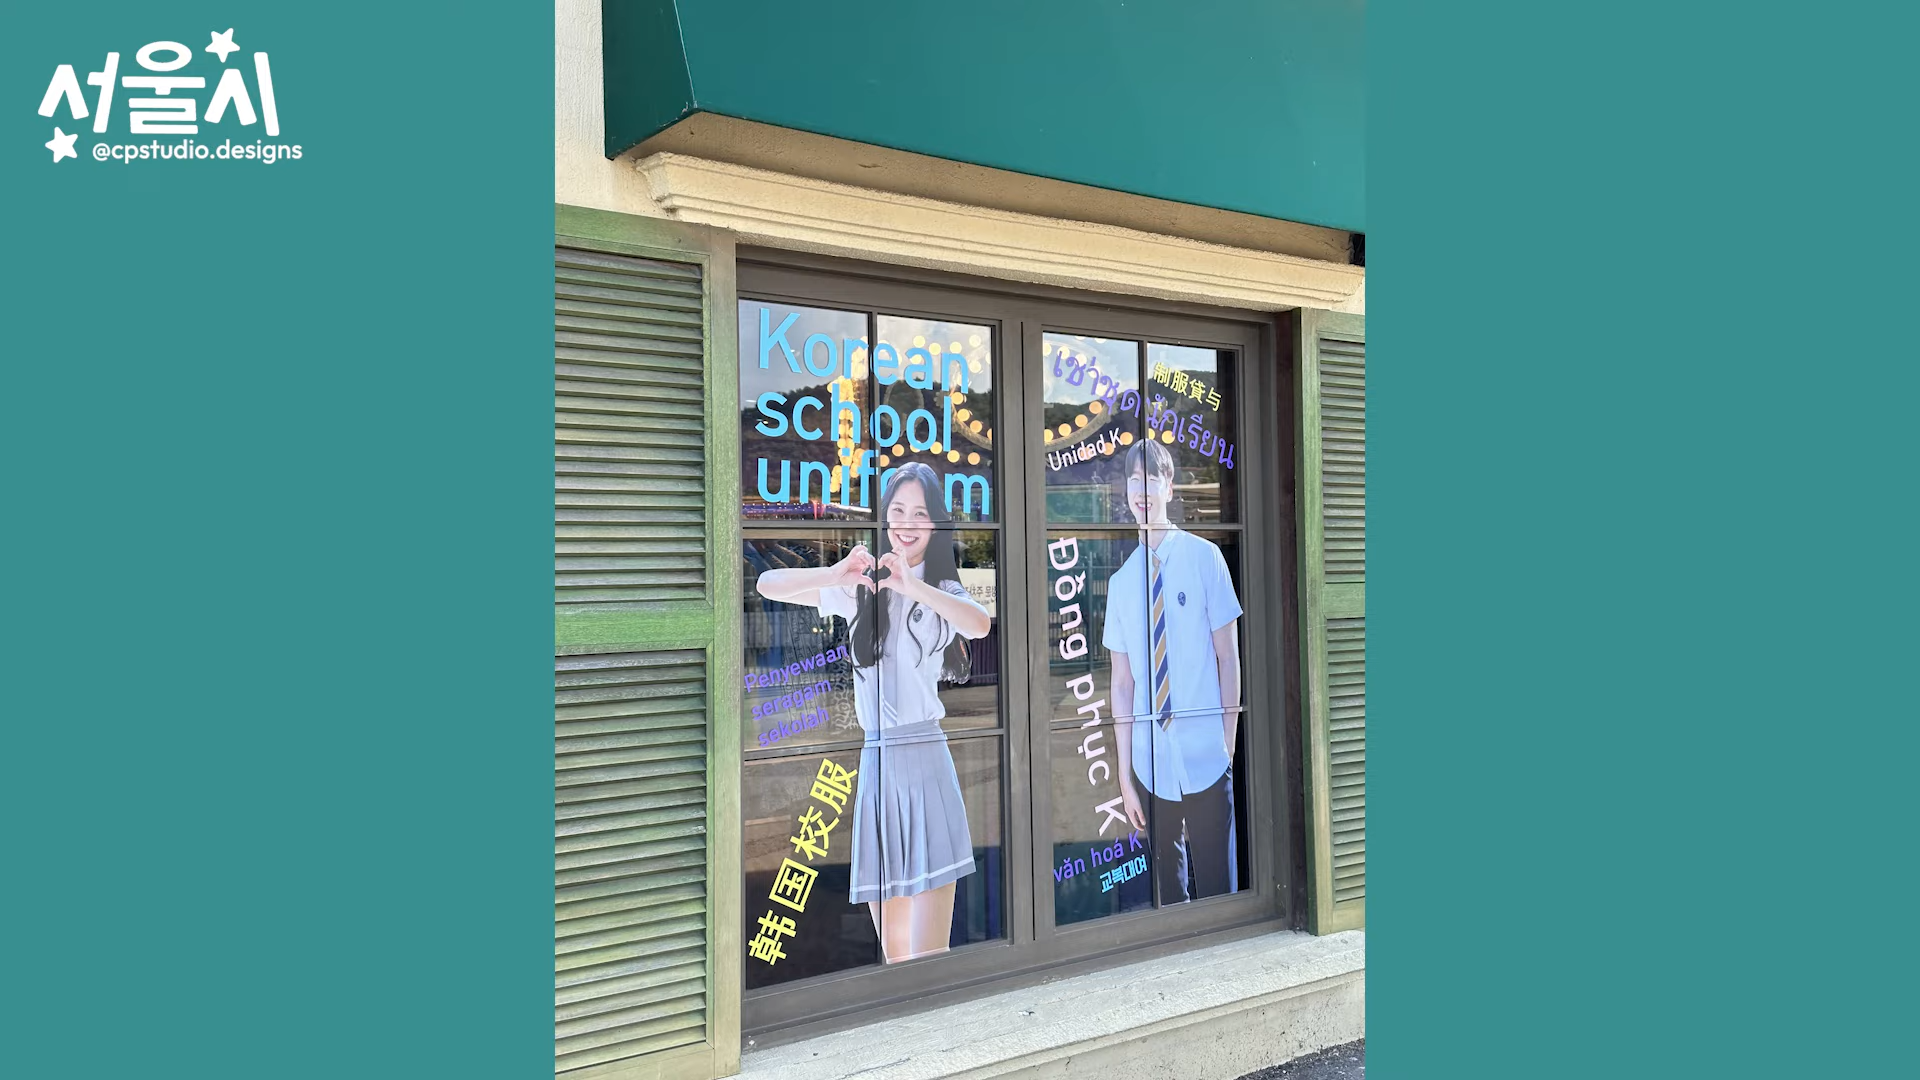 서울시
@cpstudio.designs
Korean
school
uniform
Penyewaan
seragam
sekolah
韩国校服
เช่าชุดนักเรียน
制服貸与
Unidad K
Đồng phục K
văn hoá K
교복대여